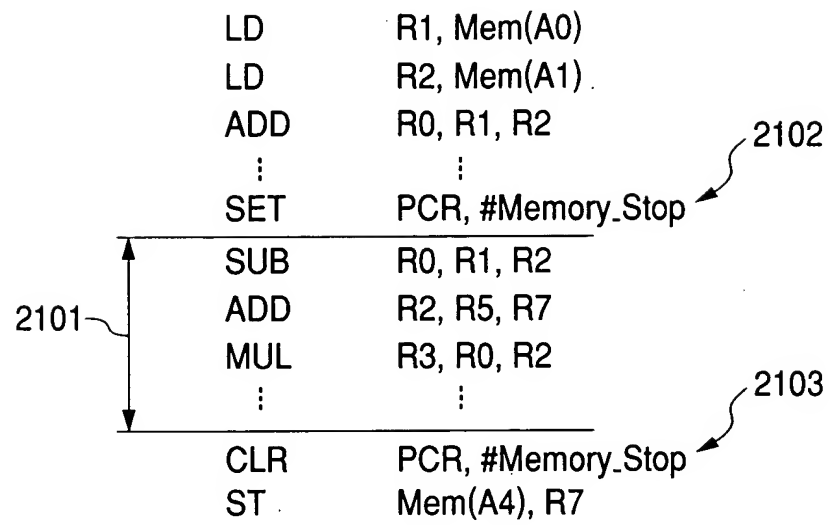 LD R1, Mem(A0)
LD R2, Mem(A1)
ADD R0, R1, R2
⋮ ⋮
2102
SET PCR, #Memory_Stop
SUB R0, R1, R2
ADD R2, R5, R7
2101
MUL R3, R0, R2
⋮ ⋮
2103
CLR PCR, #Memory_Stop
ST Mem(A4), R7